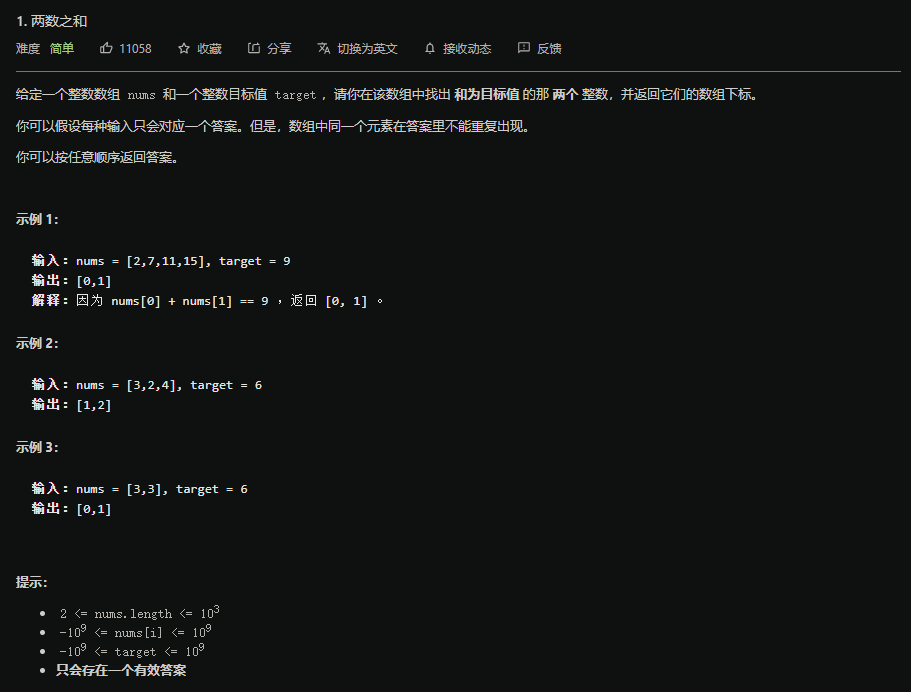 1. 两数之和
难度 简单 11058 收藏 分享 切换为英文 接收动态 反馈
给定一个整数数组 nums 和一个整数目标值 target，请你在该数组中找出 和为目标值 的那 两个 整数，并返回它们的数组下标。
你可以假设每种输入只会对应一个答案。但是，数组中同一个元素在答案里不能重复出现。
你可以按任意顺序返回答案。
示例 1：
输入：nums = [2,7,11,15], target = 9
输出：[0,1]
解释：因为 nums[0] + nums[1] == 9 ，返回 [0, 1] 。
示例 2：
输入：nums = [3,2,4], target = 6
输出：[1,2]
示例 3：
输入：nums = [3,3], target = 6
输出：[0,1]
提示：
• 2 <= nums.length <= 10³
• -10⁹ <= nums[i] <= 10⁹
• -10⁹ <= target <= 10⁹
• 只会存在一个有效答案